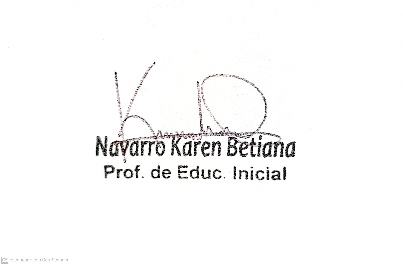 Navarro Karen Betiana
Prof. de Educ. Inicial